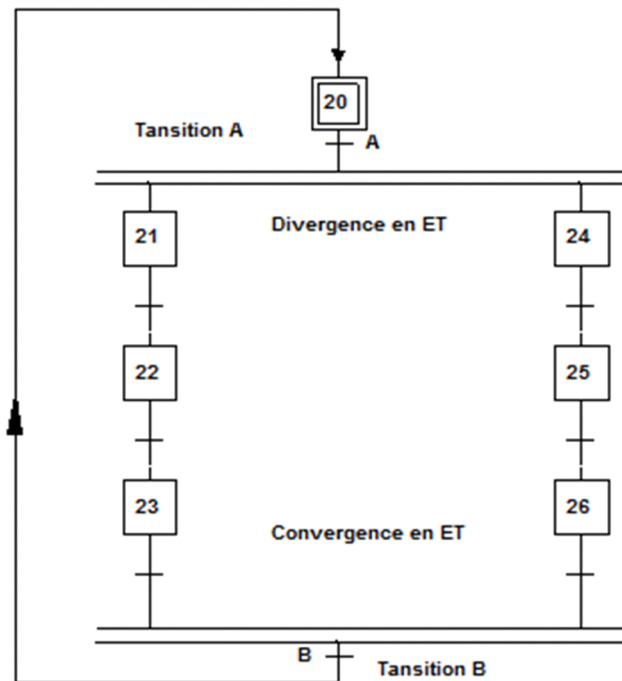 20
Tansition A
A
21
Divergence en ET
24
22
25
23
26
Convergence en ET
B
Tansition B